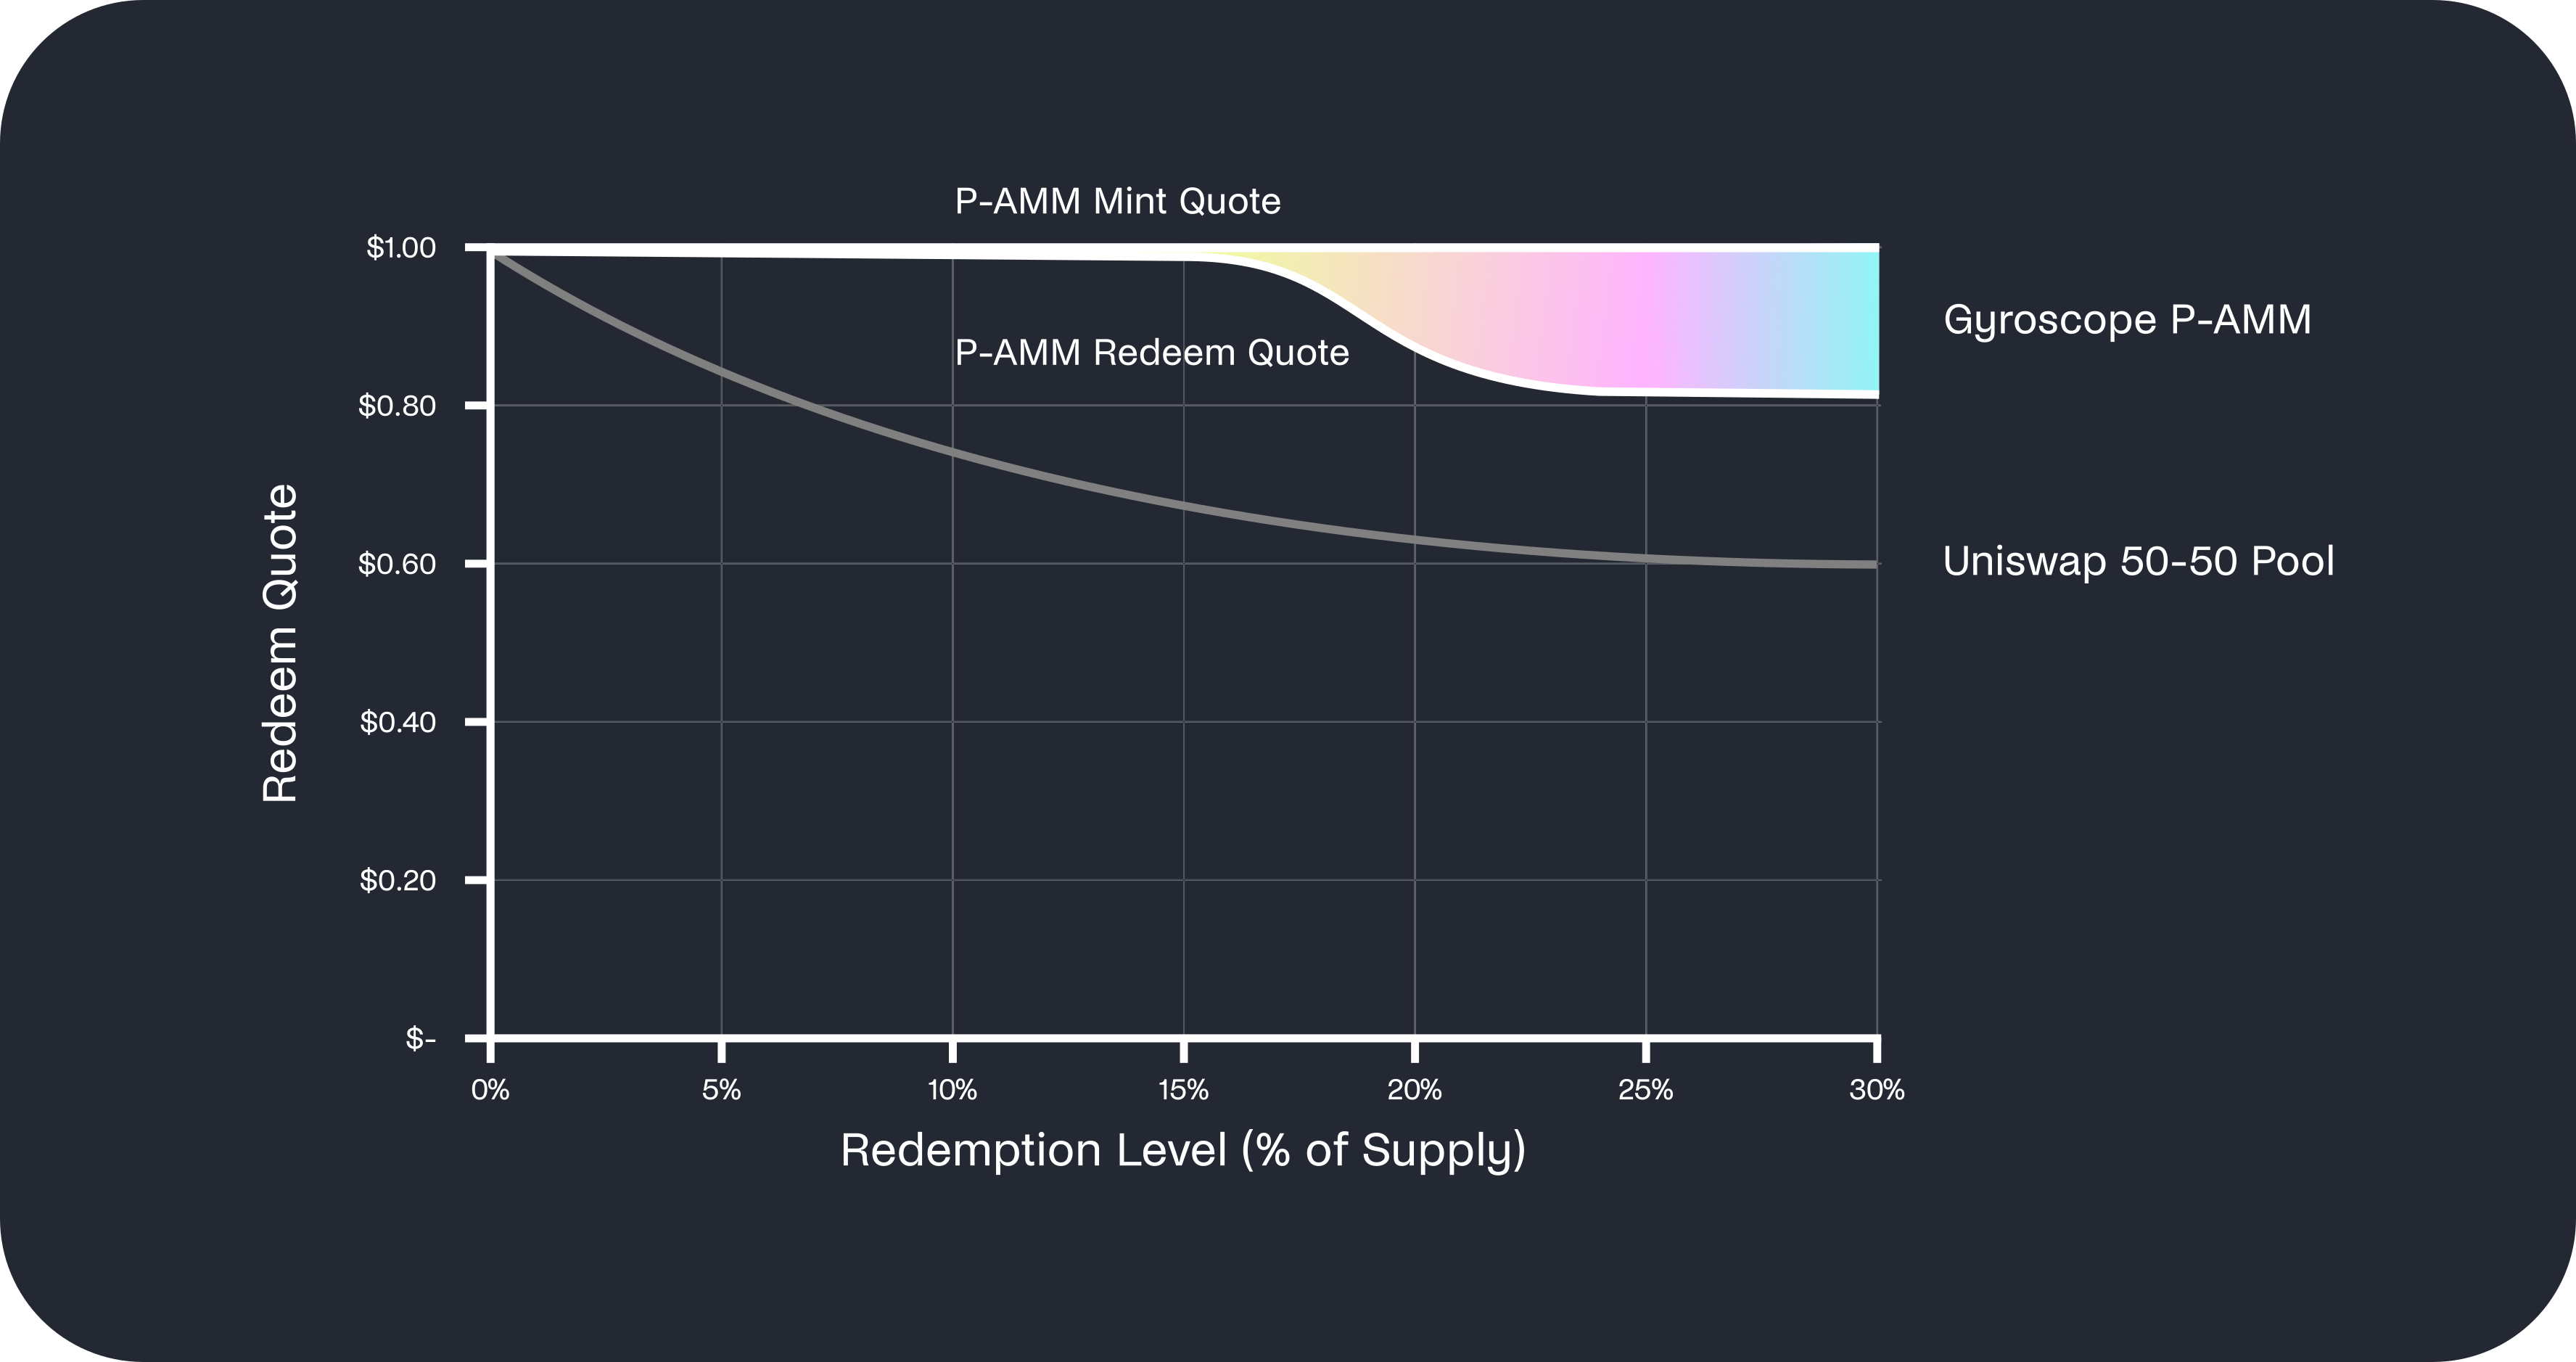 P-AMM Mint Quote
$1.00
Gyroscope P-AMM
P-AMM Redeem Quote
$0.80
Redeem Quote
$0.60
Uniswap 50-50 Pool
$0.40
$0.20
$-
0% 5% 10% 15% 20% 25% 30%
Redemption Level (% of Supply)